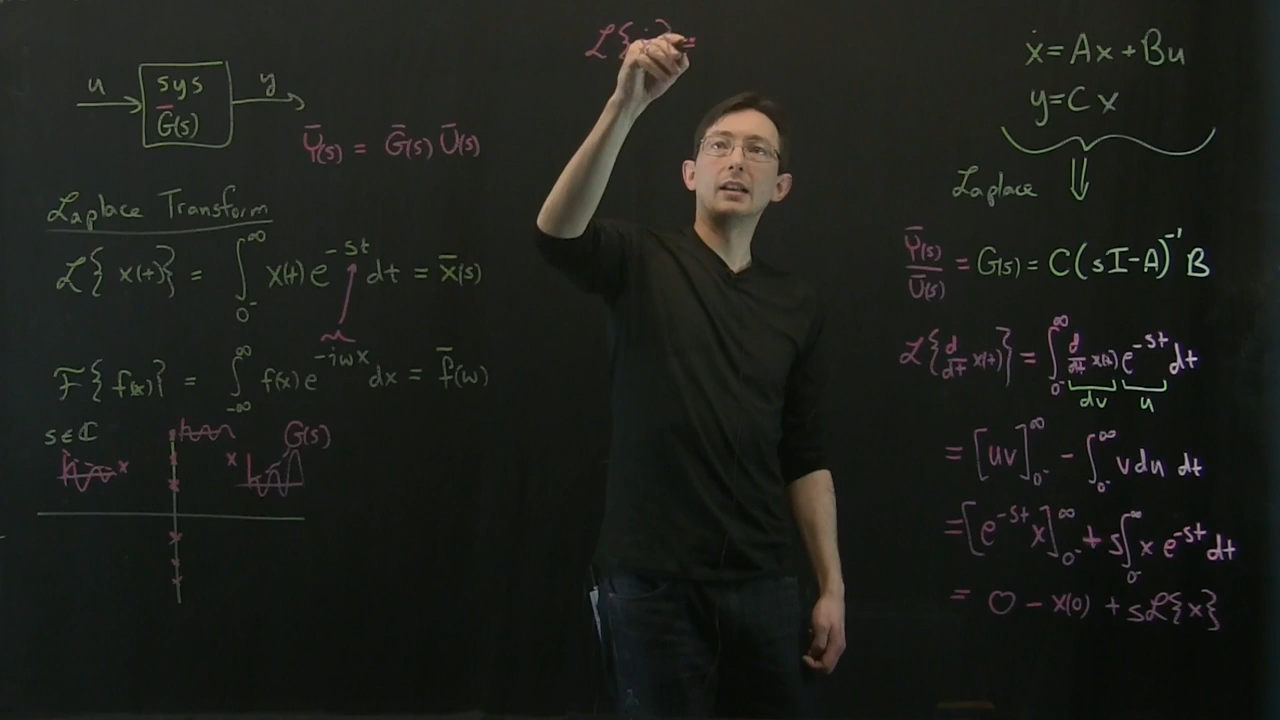 u
sys
y
G̅(s)
Y̅(s) = G̅(s) U̅(s)
Laplace Transform
ℒ{x(t)} = ∫_{0⁻}^{∞} x(t) e^{-st} dt = x̅(s)
ℱ{f(x)} = ∫_{-∞}^{∞} f(x) e^{-iωx} dx = f̅(ω)
s ∈ ℂ
G(s)
ℒ{ẋ} =
ẋ = Ax + Bu
y = Cx
Laplace
Y̅(s)/U̅(s) = G(s) = C(sI-A)^{-1} B
ℒ{d/dt x(t)} = ∫_{0⁻}^{∞} d/dt x(t) e^{-st} dt
dv u
= [uv]_{0⁻}^{∞} - ∫_{0⁻}^{∞} v du dt
= [e^{-st} x]_{0⁻}^{∞} + s∫_{0⁻}^{∞} x e^{-st} dt
= 0 - x(0) + sℒ{x}